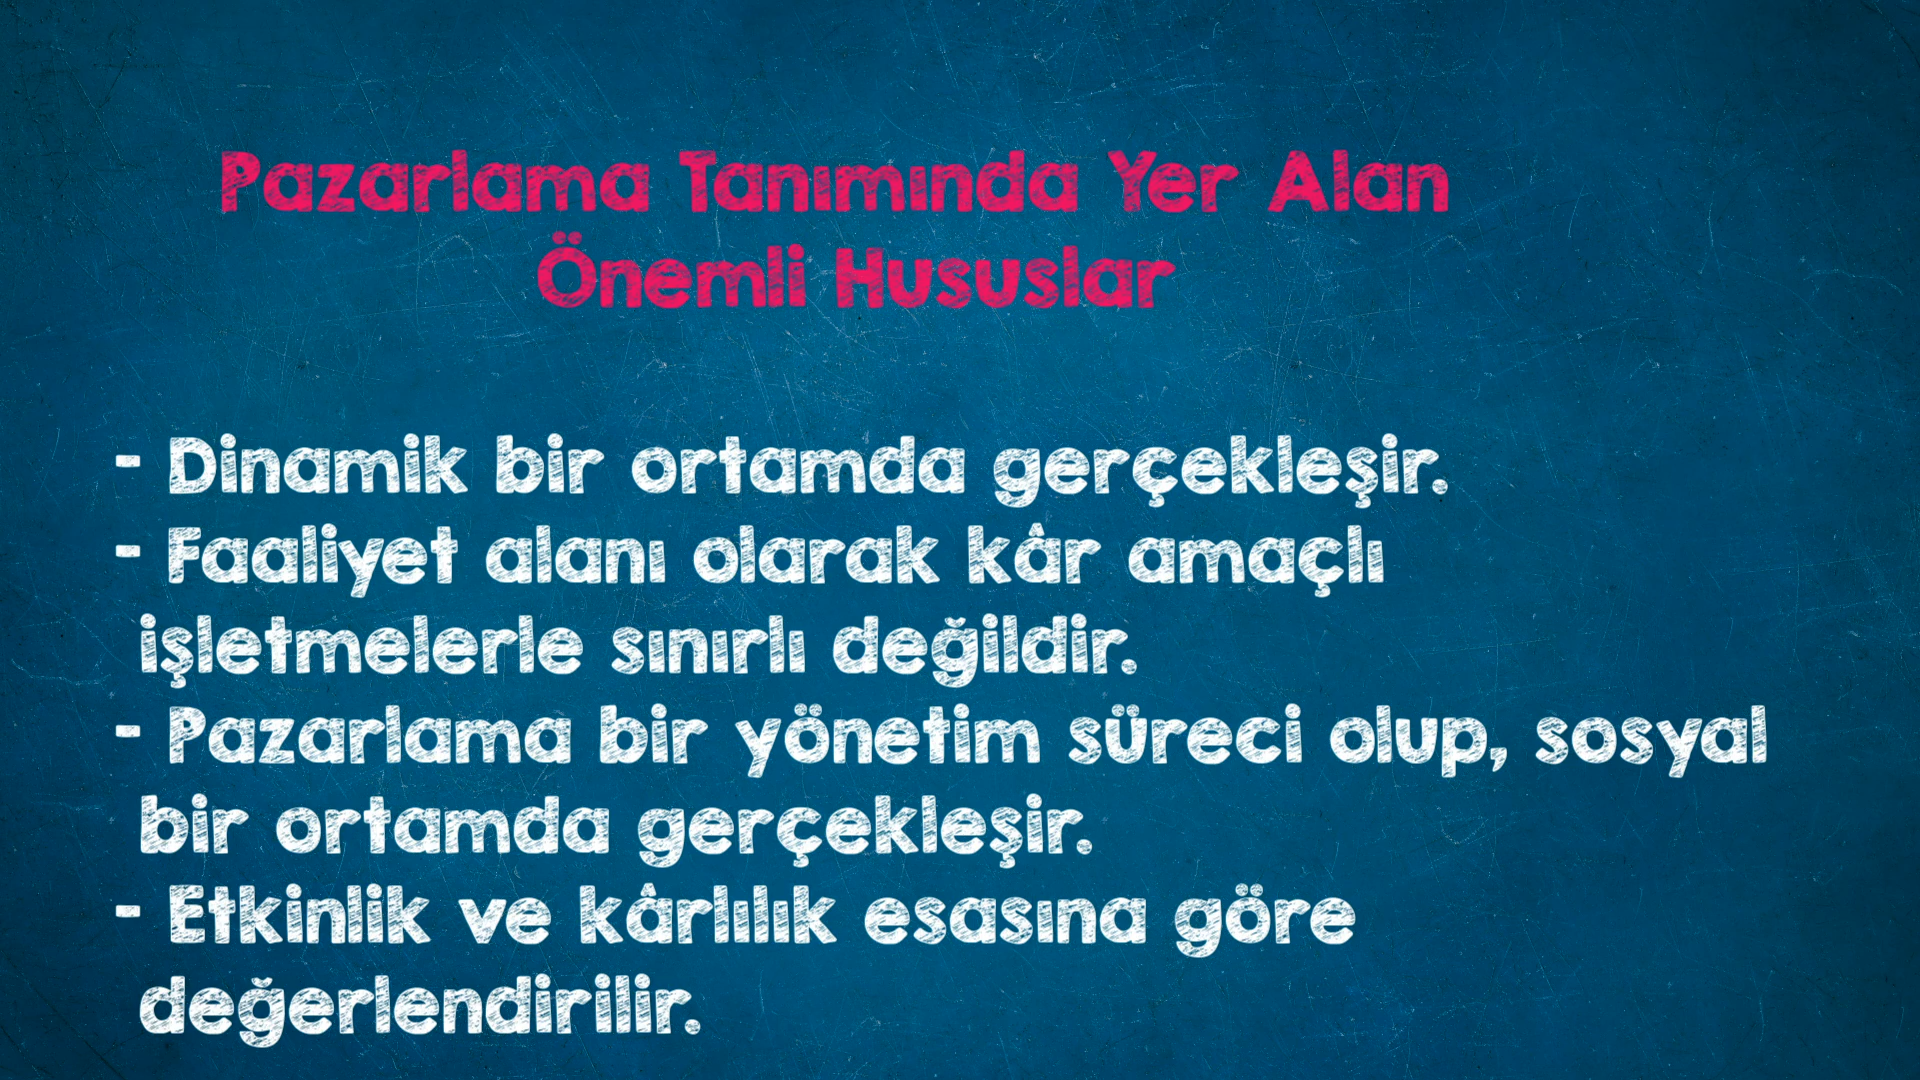 Pazarlama Tanımında Yer Alan
Önemli Hususlar
- Dinamik bir ortamda gerçekleşir.
- Faaliyet alanı olarak kâr amaçlı
işletmelerle sınırlı değildir.
- Pazarlama bir yönetim süreci olup, sosyal
bir ortamda gerçekleşir.
- Etkinlik ve kârlılık esasına göre
değerlendirilir.